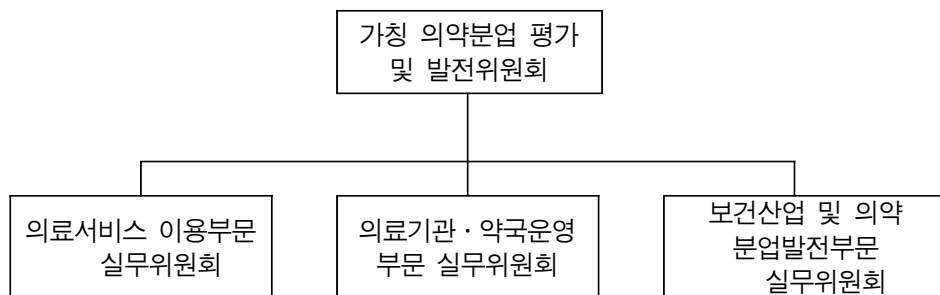 가칭 의약분업 평가
및 발전위원회
의료서비스 이용부문
실무위원회
의료기관·약국운영
부문 실무위원회
보건산업 및 의약
분업발전부문
실무위원회